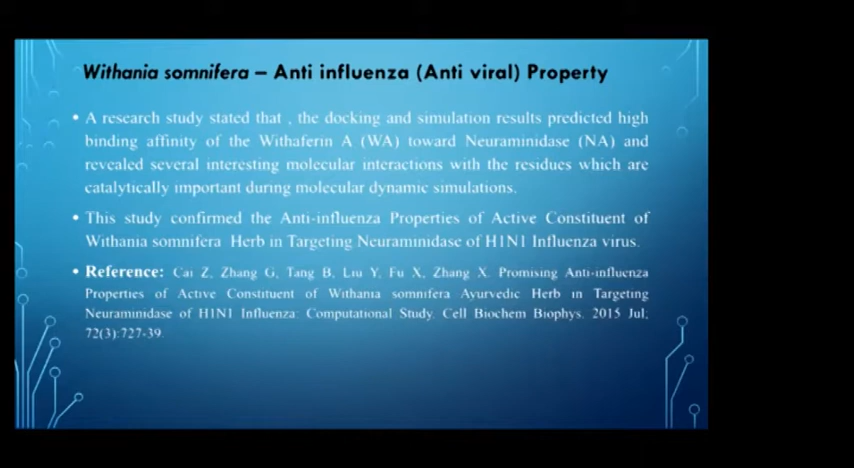 Withania somnifera – Anti influenza (Anti viral) Property
• A research study stated that , the docking and simulation results predicted high
binding affinity of the Withaferin A (WA) toward Neuraminidase (NA) and
revealed several interesting molecular interactions with the residues which are
catalytically important during molecular dynamic simulations.
• This study confirmed the Anti-influenza Properties of Active Constituent of
Withania somnifera Herb in Targeting Neuraminidase of H1N1 Influenza virus.
• Reference: Cai Z, Zhang G, Tang B, Liu Y, Fu X, Zhang X. Promising Anti-influenza
Properties of Active Constituent of Withania somnifera Ayurvedic Herb in Targeting
Neuraminidase of H1N1 Influenza: Computational Study. Cell Biochem Biophys. 2015 Jul;
72(3):727-39.